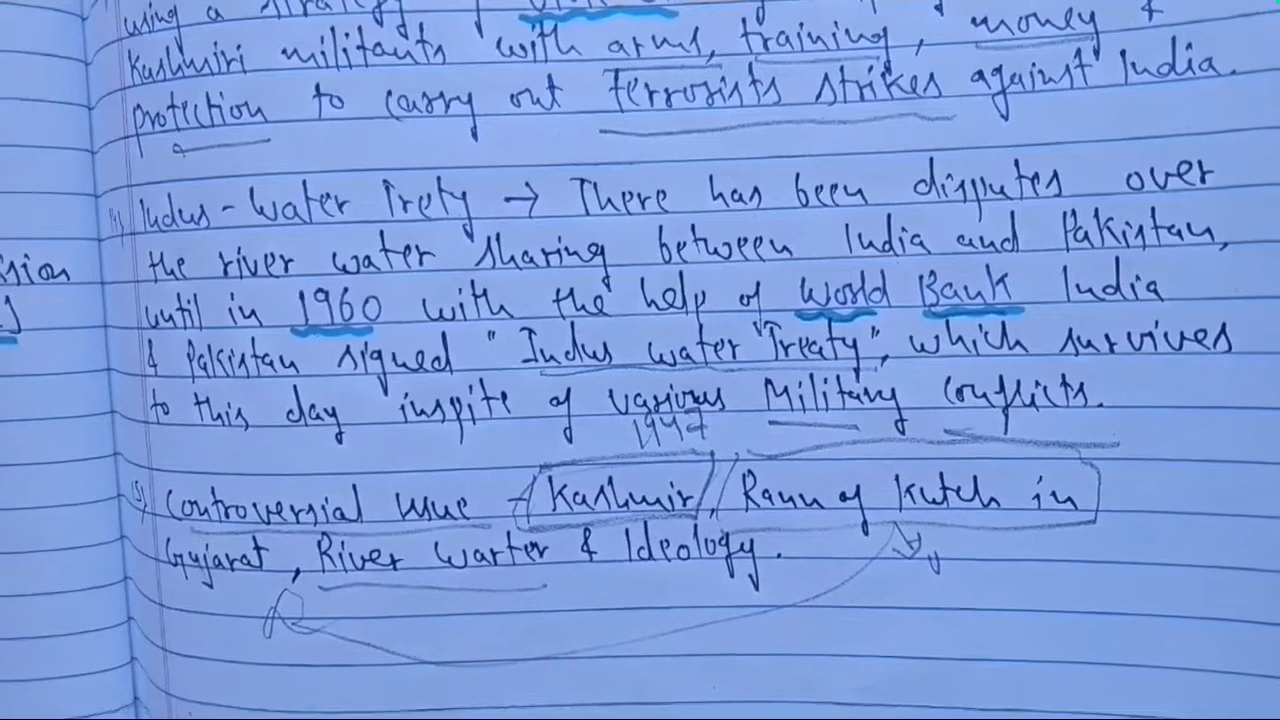 using a
Kashmiri militants with arms, training, money &
protection to carry out terrorists strikes against India.
Indus-Water Trety → There has been disputes over
the river water sharing between India and Pakistan,
until in 1960 with the help of World Bank India
& Pakistan signed "Indus water Treaty", which survives
to this day inspite of various Military conflicts.
1947
5) Controversial issue - Kashmir, Rann of Kutch in
Gujarat, River Warter & Ideology.